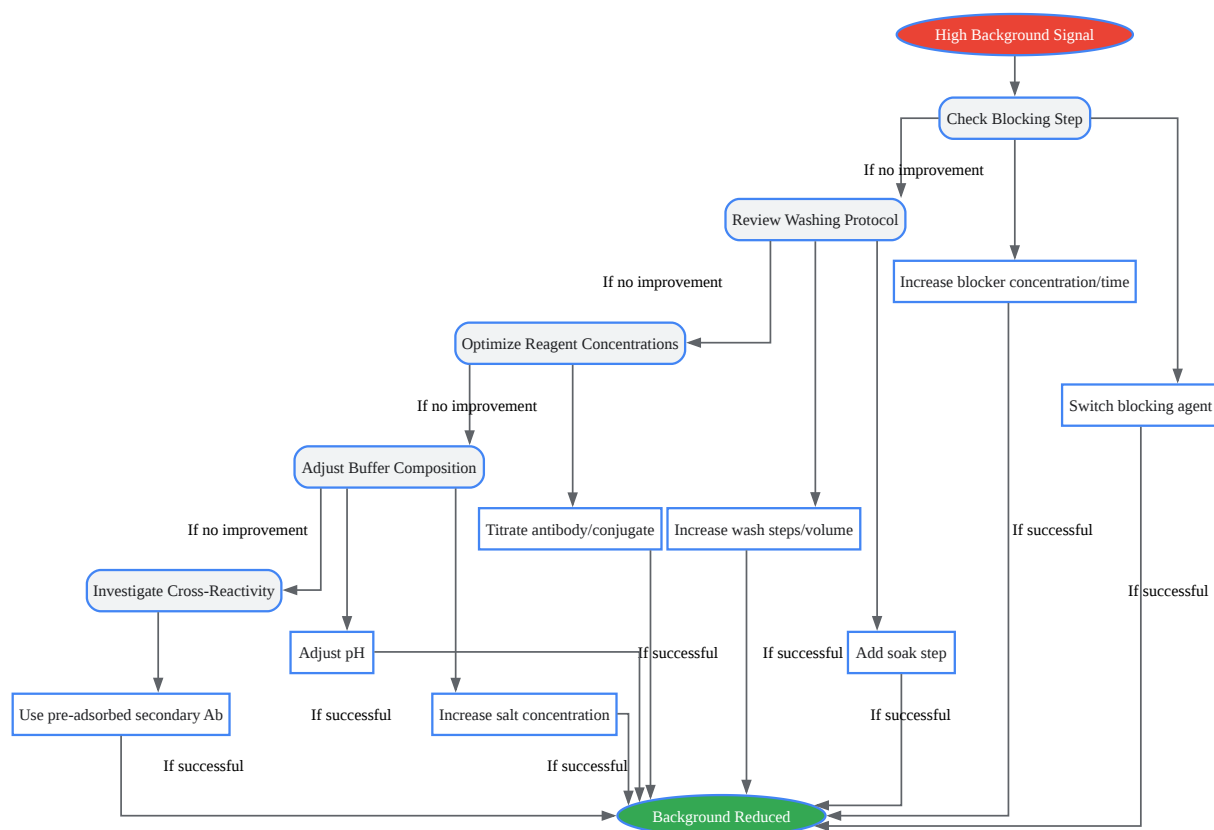 High Background Signal
Check Blocking Step
If no improvement
Review Washing Protocol
If no improvement
Increase blocker concentration/time
Optimize Reagent Concentrations
If no improvement
Switch blocking agent
Adjust Buffer Composition
If no improvement
Titrate antibody/conjugate
Increase wash steps/volume
If successful
Investigate Cross-Reactivity
If successful
Adjust pH
If successful
If successful
Add soak step
Use pre-adsorbed secondary Ab
If successful
Increase salt concentration
If successful
If successful
If successful
Background Reduced